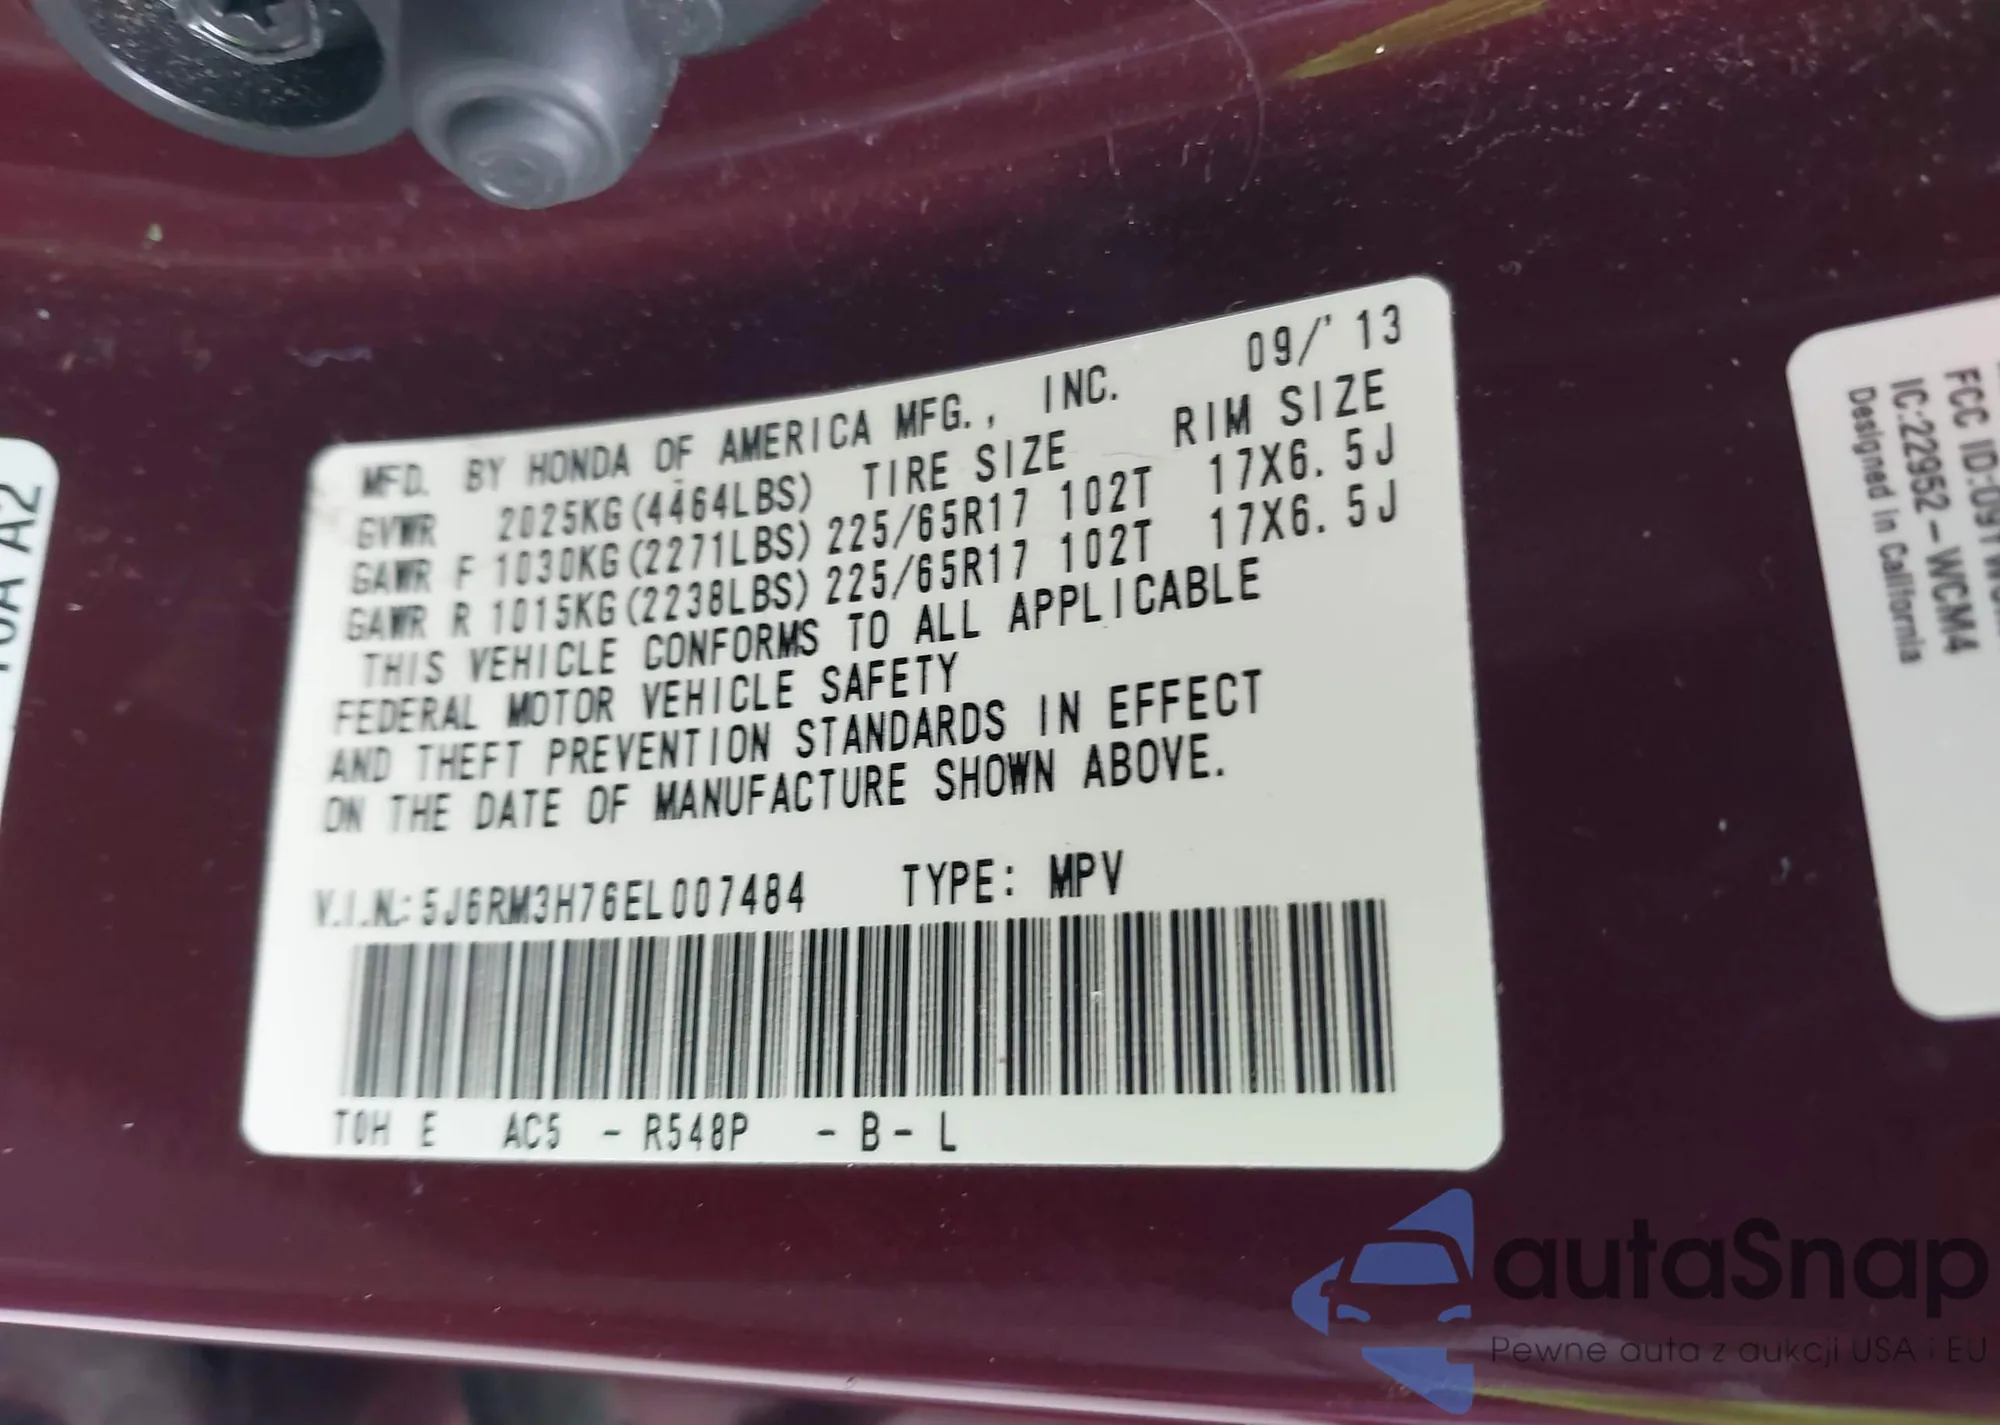 MFD. BY HONDA OF AMERICA MFG., INC. 09/'13
GVWR 2025KG(4464LBS) TIRE SIZE RIM SIZE
GAWR F 1030KG(2271LBS) 225/65R17 102T 17X6.5J
GAWR R 1015KG(2238LBS) 225/65R17 102T 17X6.5J
THIS VEHICLE CONFORMS TO ALL APPLICABLE
FEDERAL MOTOR VEHICLE SAFETY
AND THEFT PREVENTION STANDARDS IN EFFECT
ON THE DATE OF MANUFACTURE SHOWN ABOVE.
V.I.N.: 5J6RM3H76EL007484 TYPE: MPV
T0H E AC5 - R548P - B - L
A2
FCC
IC:22952-WCM4
Designed in California
autaSnap
Pewne auta z aukcji USA i EU